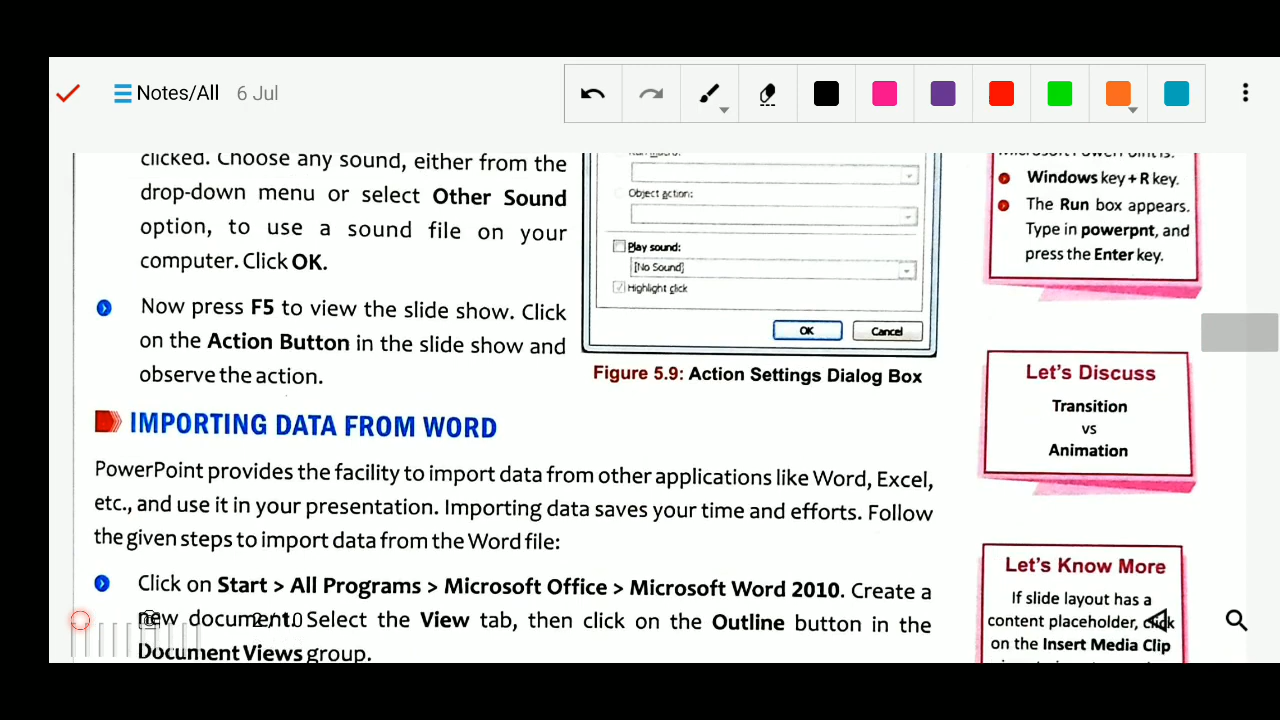 Notes/All 6 Jul
clicked. Choose any sound, either from the
drop-down menu or select Other Sound
option, to use a sound file on your
computer. Click OK.
Now press F5 to view the slide show. Click
on the Action Button in the slide show and
observe the action.
Object action:
Play sound:
[No Sound]
Highlight click
OK Cancel
Figure 5.9: Action Settings Dialog Box
IMPORTING DATA FROM WORD
PowerPoint provides the facility to import data from other applications like Word, Excel,
etc., and use it in your presentation. Importing data saves your time and efforts. Follow
the given steps to import data from the Word file:
Click on Start > All Programs > Microsoft Office > Microsoft Word 2010. Create a
new document. Select the View tab, then click on the Outline button in the
Document Views group.
2 / 10
Microsoft PowerPoint is:
Windows key + R key.
The Run box appears.
Type in powerpnt, and
press the Enter key.
Let's Discuss
Transition
vs
Animation
Let's Know More
If slide layout has a
content placeholder, click
on the Insert Media Clip